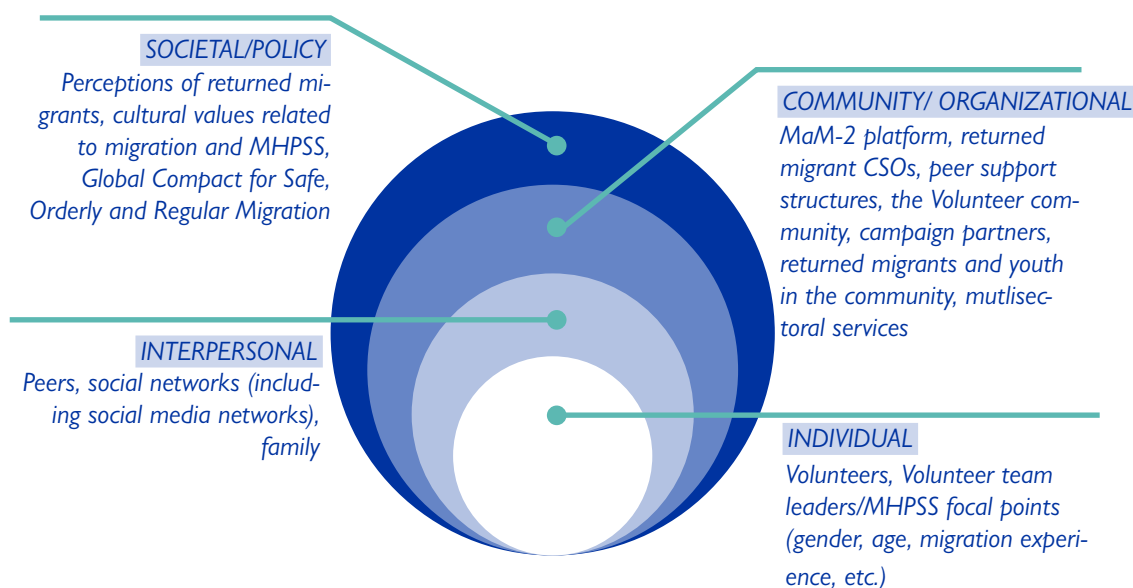 SOCIETAL/POLICY
Perceptions of returned mi-
grants, cultural values related
to migration and MHPSS,
Global Compact for Safe,
Orderly and Regular Migration
COMMUNITY/ ORGANIZATIONAL
MaM-2 platform, returned
migrant CSOs, peer support
structures, the Volunteer com-
munity, campaign partners,
returned migrants and youth
in the community, mutlisec-
toral services
INTERPERSONAL
Peers, social networks (includ-
ing social media networks),
family
INDIVIDUAL
Volunteers, Volunteer team
leaders/MHPSS focal points
(gender, age, migration experi-
ence, etc.)